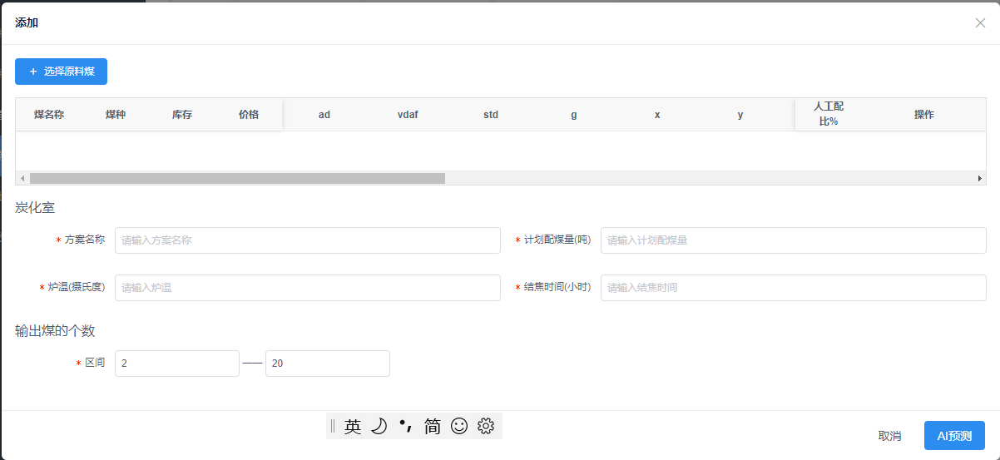 添加
+ 选择原料煤
煤名称 煤种 库存 价格 ad vdaf std g x y 人工配比% 操作
炭化室
* 方案名称 请输入方案名称 * 计划配煤量(吨) 请输入计划配煤量
* 炉温(摄氏度) 请输入炉温 * 结焦时间(小时) 请输入结焦时间
输出煤的个数
* 区间 2 —— 20
英 简
取消 AI预测